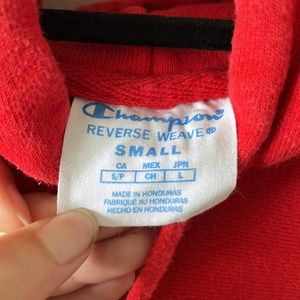 Champion
REVERSE WEAVE®
SMALL
CA MEX JPN
S/P CH L
MADE IN HONDURAS
FABRIQUÉ AU HONDURAS
HECHO EN HONDURAS